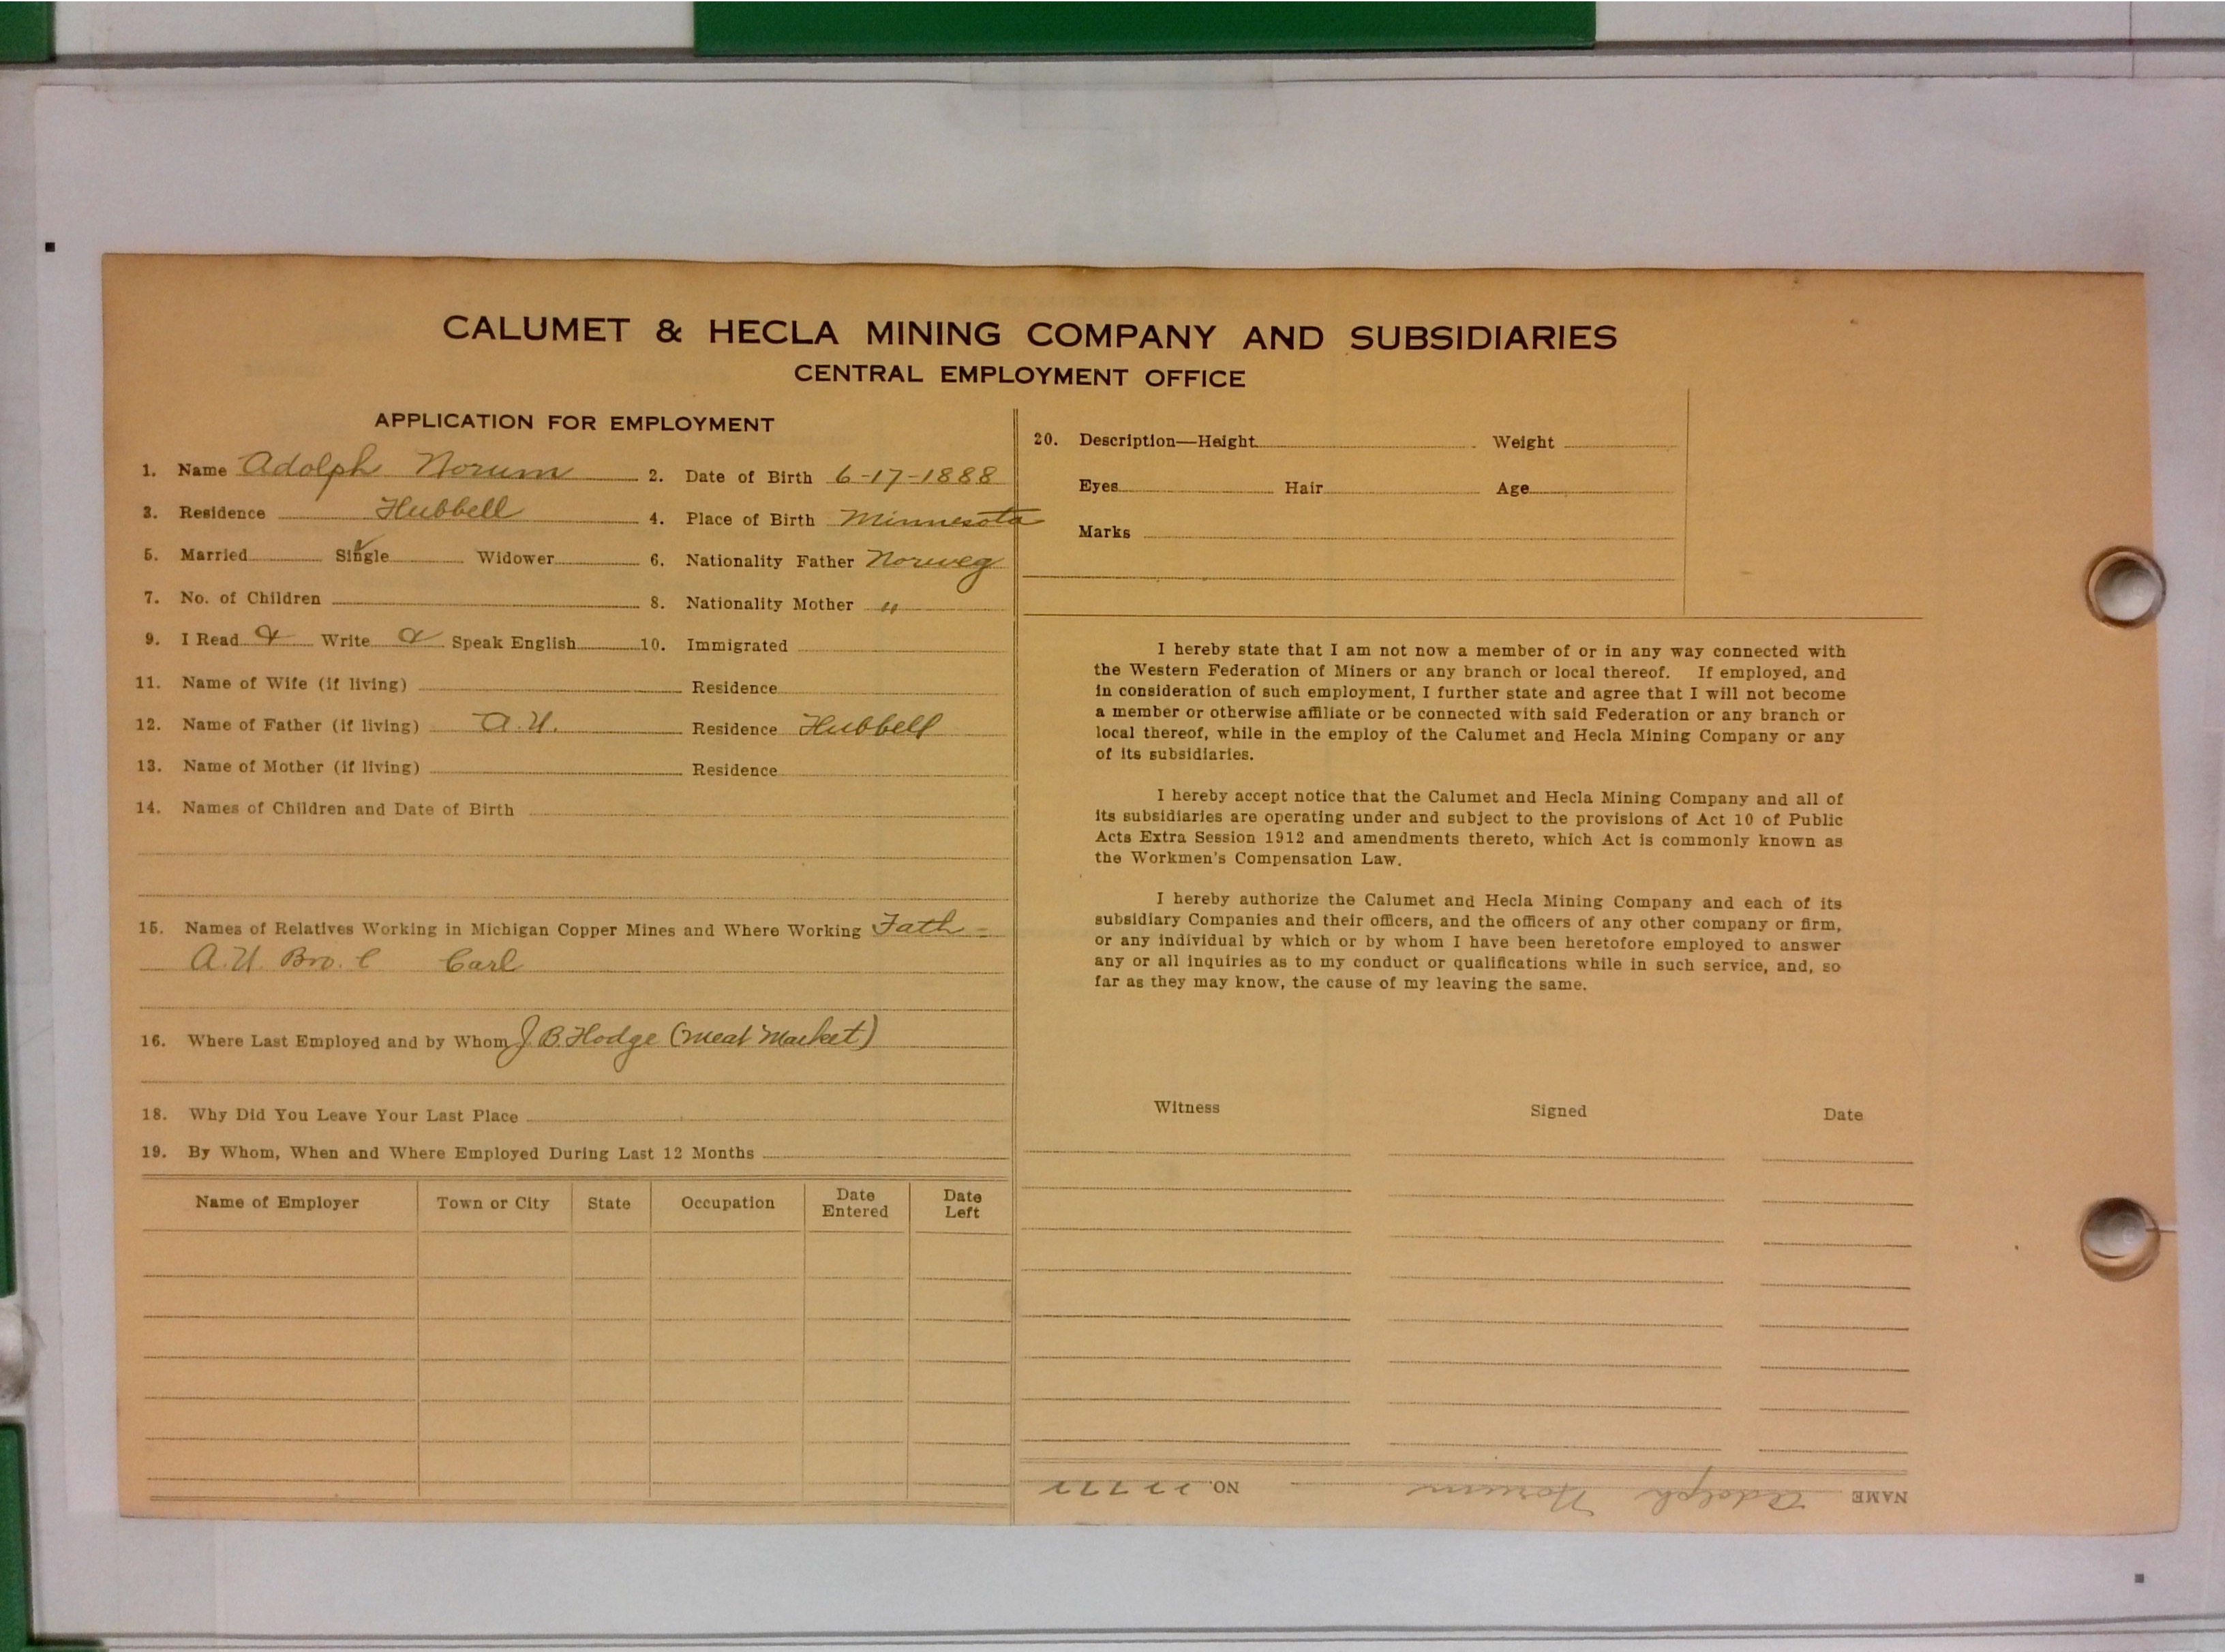 CALUMET & HECLA MINING COMPANY AND SUBSIDIARIES
CENTRAL EMPLOYMENT OFFICE
APPLICATION FOR EMPLOYMENT
1. Name Adolph Norum 2. Date of Birth 6-17-1888
3. Residence Hubbell 4. Place of Birth Minnesota
5. Married Single Widower 6. Nationality Father Norweg
7. No. of Children 8. Nationality Mother "
9. I Read Write Speak English 10. Immigrated
11. Name of Wife (if living) Residence
12. Name of Father (if living) A.U. Residence Hubbell
13. Name of Mother (if living) Residence
14. Names of Children and Date of Birth
15. Names of Relatives Working in Michigan Copper Mines and Where Working Fath -
A.U. Bro. C Carl
16. Where Last Employed and by Whom J.B. Hodge (Meat Market)
18. Why Did You Leave Your Last Place
19. By Whom, When and Where Employed During Last 12 Months
Name of Employer Town or City State Occupation Date Entered Date Left
20. Description—Height Weight
Eyes Hair Age
Marks
I hereby state that I am not now a member of or in any way connected with
the Western Federation of Miners or any branch or local thereof. If employed, and
in consideration of such employment, I further state and agree that I will not become
a member or otherwise affiliate or be connected with said Federation or any branch or
local thereof, while in the employ of the Calumet and Hecla Mining Company or any
of its subsidiaries.
I hereby accept notice that the Calumet and Hecla Mining Company and all of
its subsidiaries are operating under and subject to the provisions of Act 10 of Public
Acts Extra Session 1912 and amendments thereto, which Act is commonly known as
the Workmen's Compensation Law.
I hereby authorize the Calumet and Hecla Mining Company and each of its
subsidiary Companies and their officers, and the officers of any other company or firm,
or any individual by which or by whom I have been heretofore employed to answer
any or all inquiries as to my conduct or qualifications while in such service, and, so
far as they may know, the cause of my leaving the same.
Witness Signed Date
NAME Adolph Norum NO.